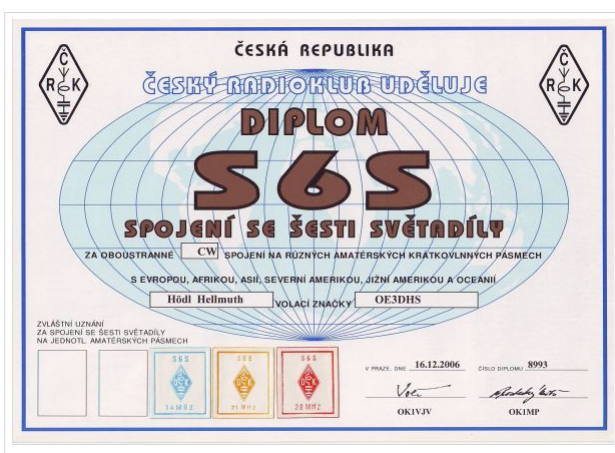 ČESKÁ REPUBLIKA
Č
R K
Č
R K
ČESKÝ RADIOKLUB UDĚLUJE
DIPLOM
S6S
SPOJENÍ SE ŠESTI SVĚTADÍLY
ZA OBOUSTRANNÉ CW SPOJENÍ NA RŮZNÝCH AMATÉRSKÝCH KRÁTKOVLNNÝCH PÁSMECH
S EVROPOU, AFRIKOU, ASIÍ, SEVERNÍ AMERIKOU, JIŽNÍ AMERIKOU A OCEÁNIÍ
Hödl Hellmuth VOLACÍ ZNAČKY OE3DHS
ZVLÁŠTNÍ UZNÁNÍ
ZA SPOJENÍ SE ŠESTI SVĚTADÍLY
NA JEDNOTL. AMATÉRSKÝCH PÁSMECH
S6S S6S S6S
14 MHZ 21 MHZ 28 MHZ
V PRAZE, DNE 16.12.2006 ČÍSLO DIPLOMU 8993
OK1VJV OK1MP